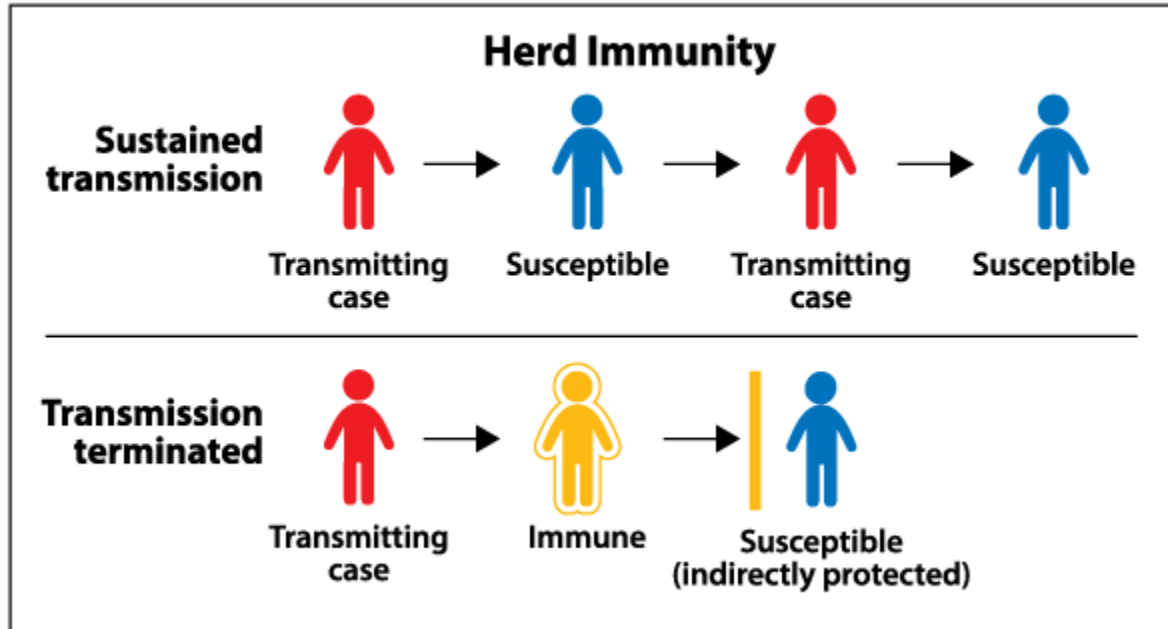 Herd Immunity
Sustained
transmission
Transmitting
case
Susceptible
Transmitting
case
Susceptible
Transmission
terminated
Transmitting
case
Immune
Susceptible
(indirectly protected)